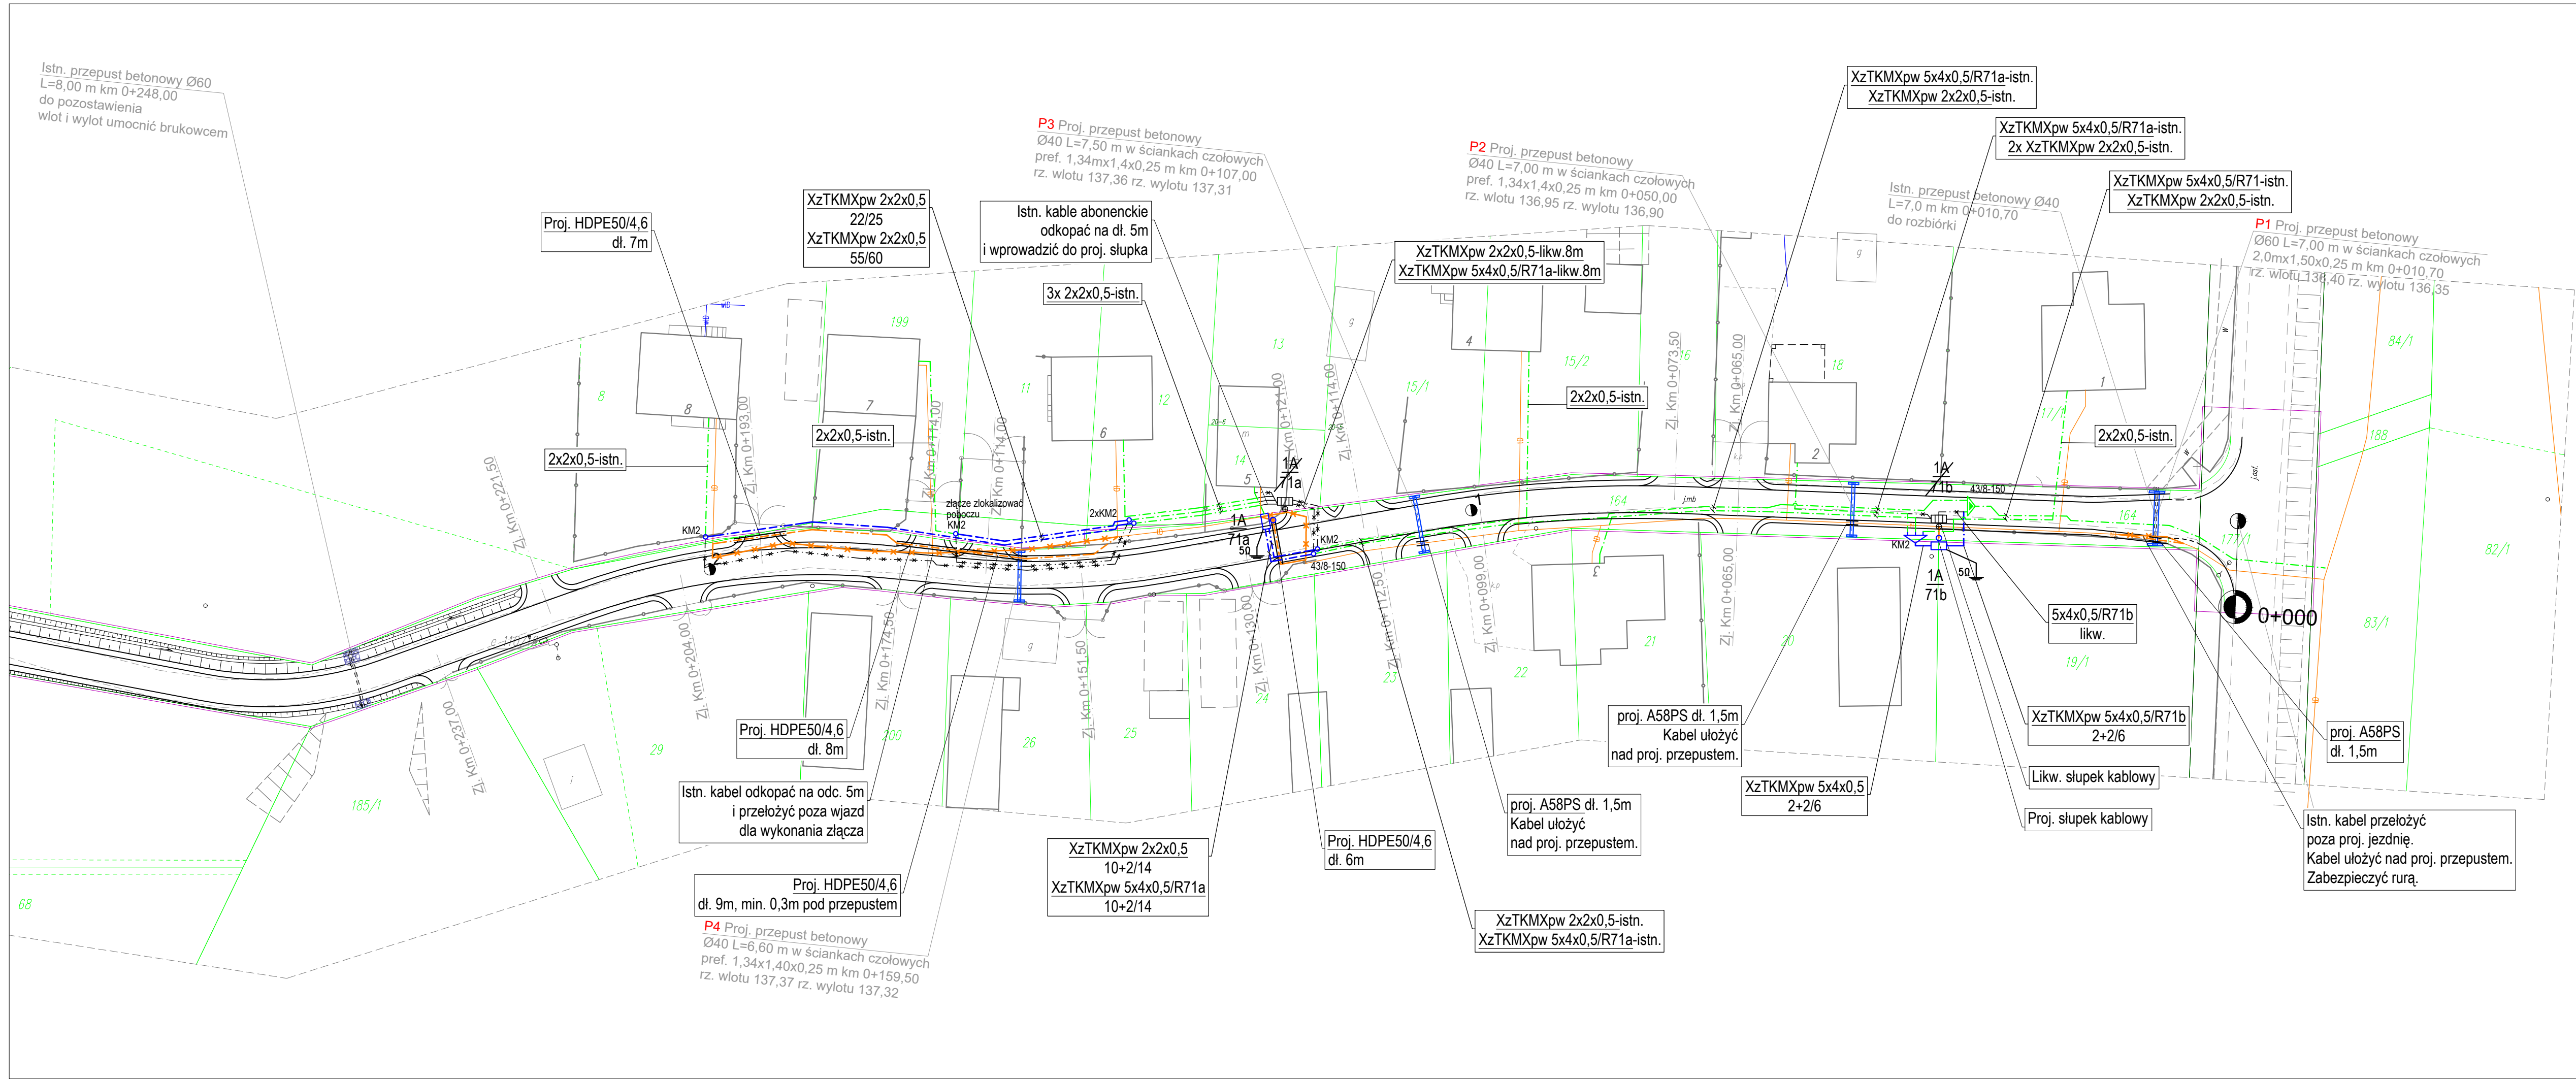 Istn. przepust betonowy Ø60
L=8,00 m km 0+248,00
do pozostawienia
wlot i wylot umocnić brukowcem
P3 Proj. przepust betonowy
Ø40 L=7,50 m w ściankach czołowych
pref. 1,34mx1,4x0,25 m km 0+107,00
rz. wlotu 137,36 rz. wylotu 137,31
P2 Proj. przepust betonowy
Ø40 L=7,00 m w ściankach czołowych
pref. 1,34x1,4x0,25 m km 0+050,00
rz. wlotu 136,95 rz. wylotu 136,90
XzTKMXpw 5x4x0,5/R71a-istn.
XzTKMXpw 2x2x0,5-istn.
XzTKMXpw 5x4x0,5/R71a-istn.
2x XzTKMXpw 2x2x0,5-istn.
XzTKMXpw 5x4x0,5/R71-istn.
XzTKMXpw 2x2x0,5-istn.
Istn. przepust betonowy Ø40
L=7,0 m km 0+010,70
do rozbiórki
P1 Proj. przepust betonowy
Ø60 L=7,00 m w ściankach czołowych
2,0mx1,50x0,25 m km 0+010,70
rz. wlotu 136,40 rz. wylotu 136,35
Proj. HDPE50/4,6
dł. 7m
XzTKMXpw 2x2x0,5
22/25
XzTKMXpw 2x2x0,5
55/60
Istn. kable abonenckie
odkopać na dł. 5m
i wprowadzić do proj. słupka
XzTKMXpw 2x2x0,5-likw.8m
XzTKMXpw 5x4x0,5/R71a-likw.8m
3x 2x2x0,5-istn.
wB
wB
199
13
g
4
15/2
16
g
18
1
84/1
8
8
7
11
12
6
14
m
5
15/1
2
17/1
188
82/1
Zj. Km 0+193,00
Zj. Km 0+114,00
Zj. Km 0+114,00
Zj. Km 0+121,00
Zj. Km 0+114,00
Zj. Km 0+073,50
Zj. Km 0+065,00
Zj. Km 0+221,50
2x2x0,5-istn.
2x2x0,5-istn.
2x2x0,5-istn.
2x2x0,5-istn.
złącze zlokalizować
poboczu
KM2
KM2
2xKM2
1A
71a
1A
71a
5Ω
KM2
43/8-150
164
j.mb
1A
71b
43/8-150
164
177/1
j.asf.
w
w
KM2
1A
71b
5Ω
0+000
3
k.p
k.p
83/1
5x4x0,5/R71b
likw.
Zj. Km 0+204,00
Zj. Km 0+174,50
Zj. Km 0+151,50
Zj. Km 0+130,00
Zj. Km 0+112,50
Zj. Km 0+099,00
Zj. Km 0+065,00
Zj. Km 0+237,00
g
i
185/1
29
200
26
25
24
23
22
21
20
19/1
68
Proj. HDPE50/4,6
dł. 8m
Istn. kabel odkopać na odc. 5m
i przełożyć poza wjazd
dla wykonania złącza
Proj. HDPE50/4,6
dł. 9m, min. 0,3m pod przepustem
P4 Proj. przepust betonowy
Ø40 L=6,60 m w ściankach czołowych
pref. 1,34x1,40x0,25 m km 0+159,50
rz. wlotu 137,37 rz. wylotu 137,32
XzTKMXpw 2x2x0,5
10+2/14
XzTKMXpw 5x4x0,5/R71a
10+2/14
Proj. HDPE50/4,6
dł. 6m
proj. A58PS dł. 1,5m
Kabel ułożyć
nad proj. przepustem.
XzTKMXpw 2x2x0,5-istn.
XzTKMXpw 5x4x0,5/R71a-istn.
proj. A58PS dł. 1,5m
Kabel ułożyć
nad proj. przepustem.
XzTKMXpw 5x4x0,5
2+2/6
XzTKMXpw 5x4x0,5/R71b
2+2/6
Likw. słupek kablowy
Proj. słupek kablowy
proj. A58PS
dł. 1,5m
Istn. kabel przełożyć
poza proj. jezdnię.
Kabel ułożyć nad proj. przepustem.
Zabezpieczyć rurą.